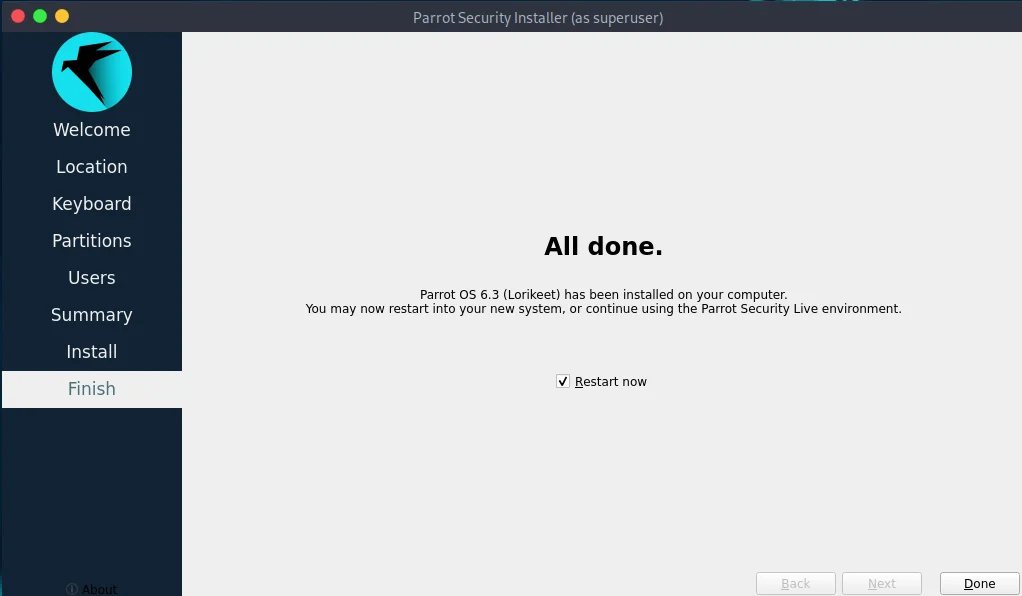 Parrot Security Installer (as superuser)
Welcome
Location
Keyboard
Partitions
Users
Summary
Install
Finish
All done.
Parrot OS 6.3 (Lorikeet) has been installed on your computer.
You may now restart into your new system, or continue using the Parrot Security Live environment.
Restart now
About
Back
Next
Done